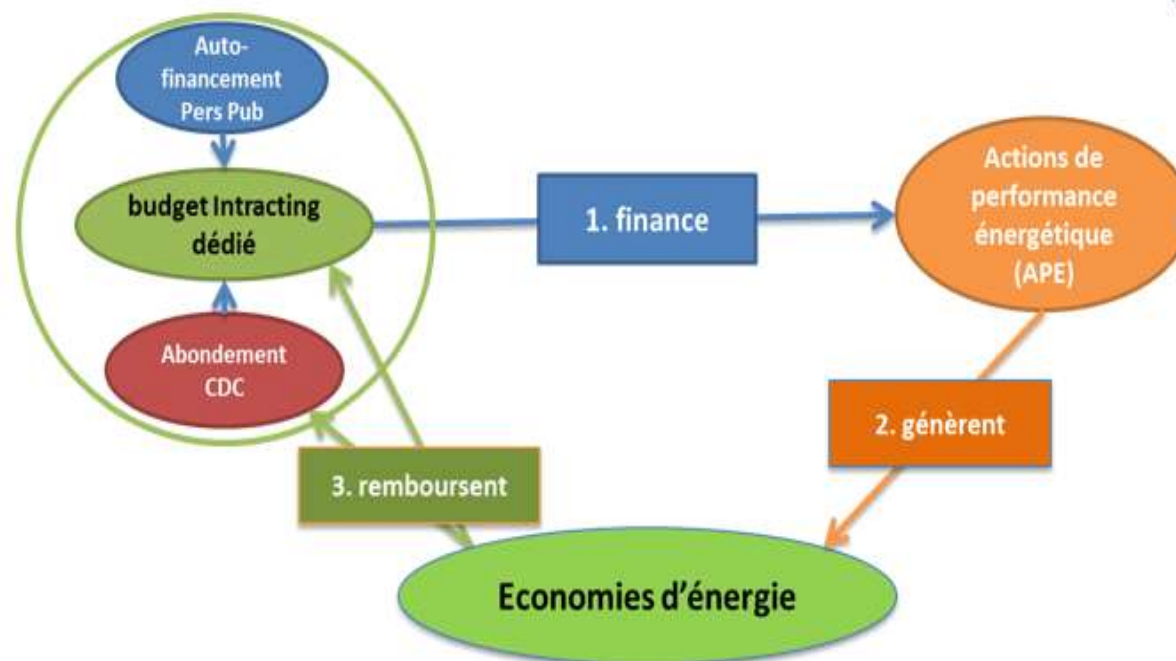 Auto-
financement
Pers Pub
budget Intracting
dédié
Abondement
CDC
1. finance
Actions de
performance
énergétique
(APE)
2. génèrent
3. remboursent
Economies d’énergie